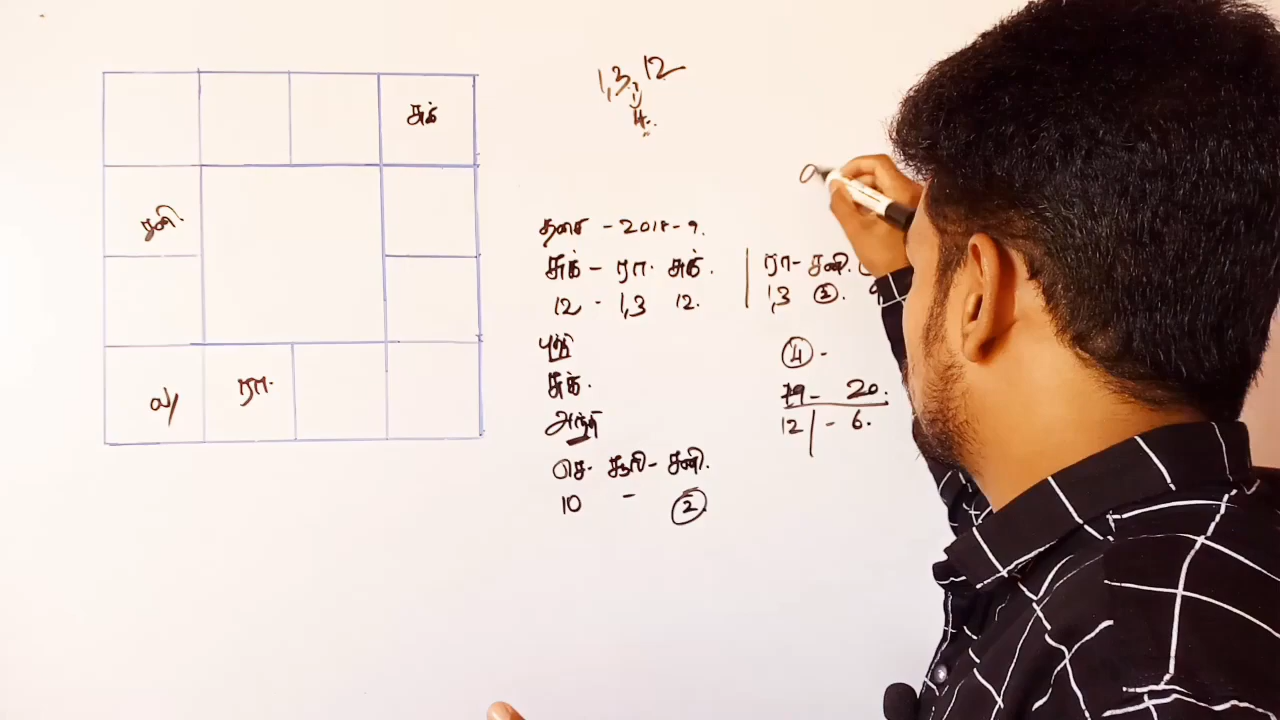 1,3, 12
4.
சுக்
சனி.
ல/
ரா.
தசை - 2018 - 9.
சுக் - ரா. சுக்.
12 - 1,3 12.
புத்தி
சுக்.
அந்தி
செ - சூரி - சனி.
10 - 2
ரா - சனி.
1,3 2. 9
4 -
19 - 20.
12 | - 6.